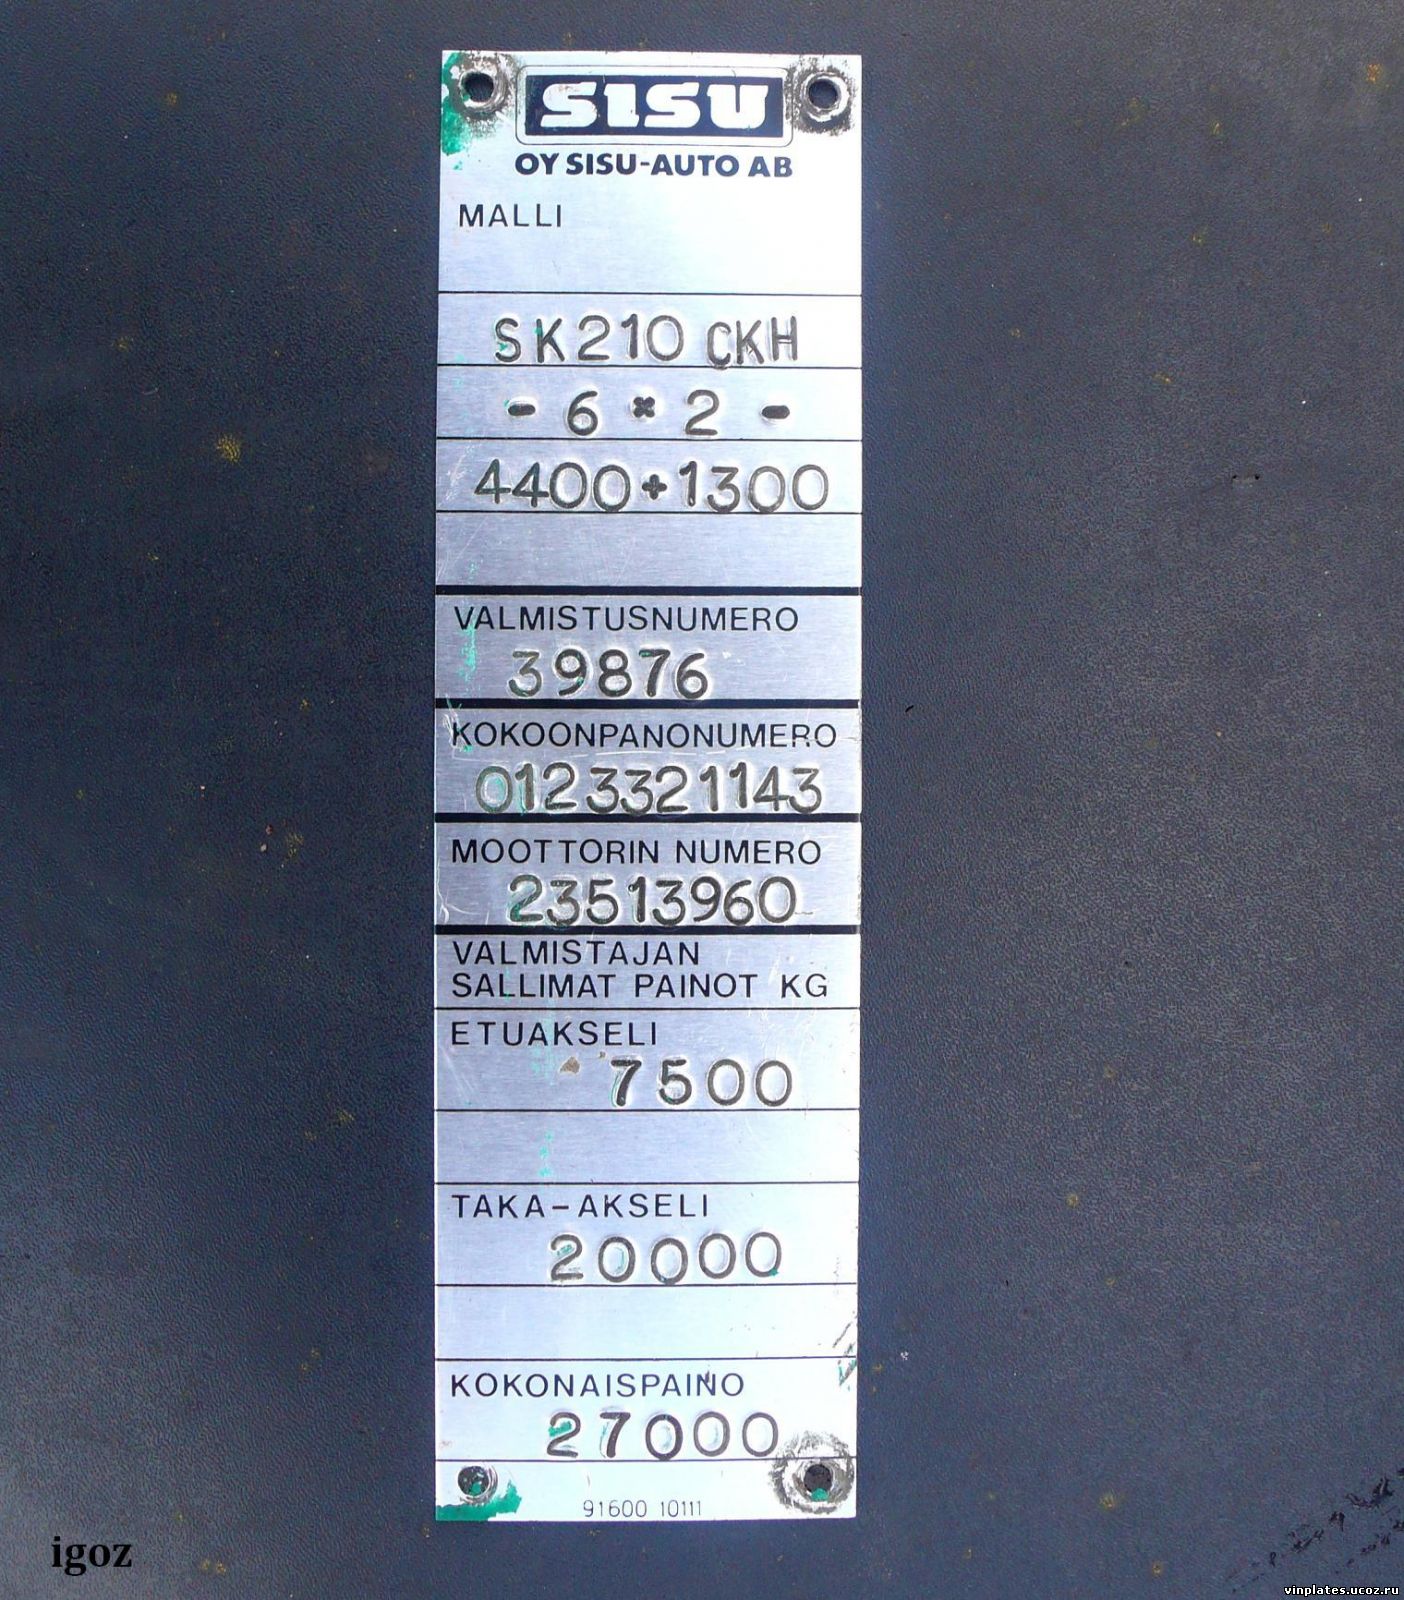 SISU
OY SISU-AUTO AB
MALLI
SK210 CKH
- 6 × 2 -
4400+1300
VALMISTUSNUMERO
39876
KOKOONPANONUMERO
0123321143
MOOTTORIN NUMERO
23513960
VALMISTAJAN
SALLIMAT PAINOT KG
ETUAKSELI
7500
TAKA-AKSELI
20000
KOKONAISPAINO
27000
91600 10111
igoz
vinplates.ucoz.ru